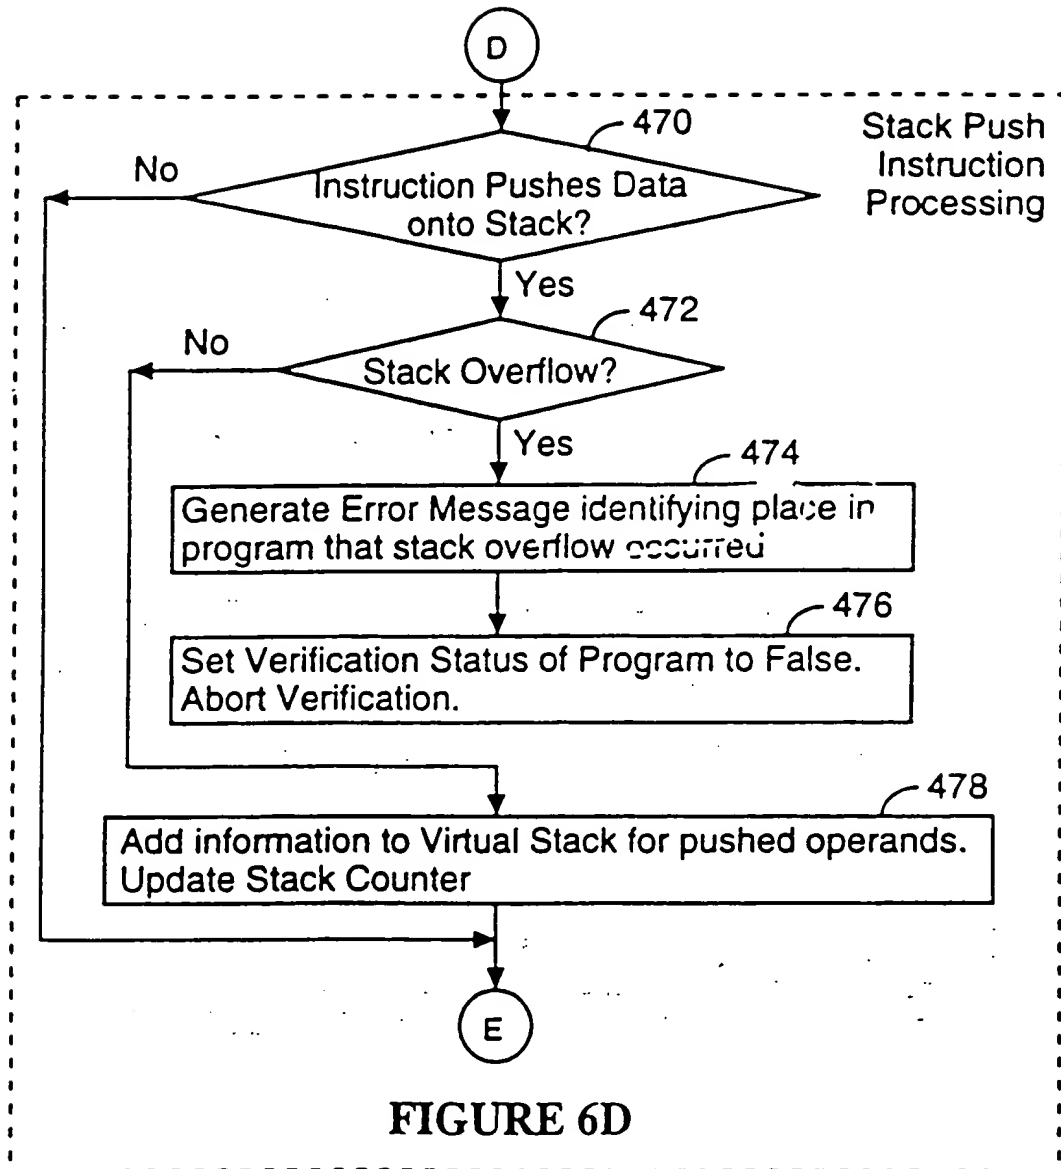 D
470
Stack Push
Instruction
Processing
No
Instruction Pushes Data
onto Stack?
Yes
472
No
Stack Overflow?
Yes
474
Generate Error Message identifying place in
program that stack overflow occurred
476
Set Verification Status of Program to False.
Abort Verification.
478
Add information to Virtual Stack for pushed operands.
Update Stack Counter
E
FIGURE 6D